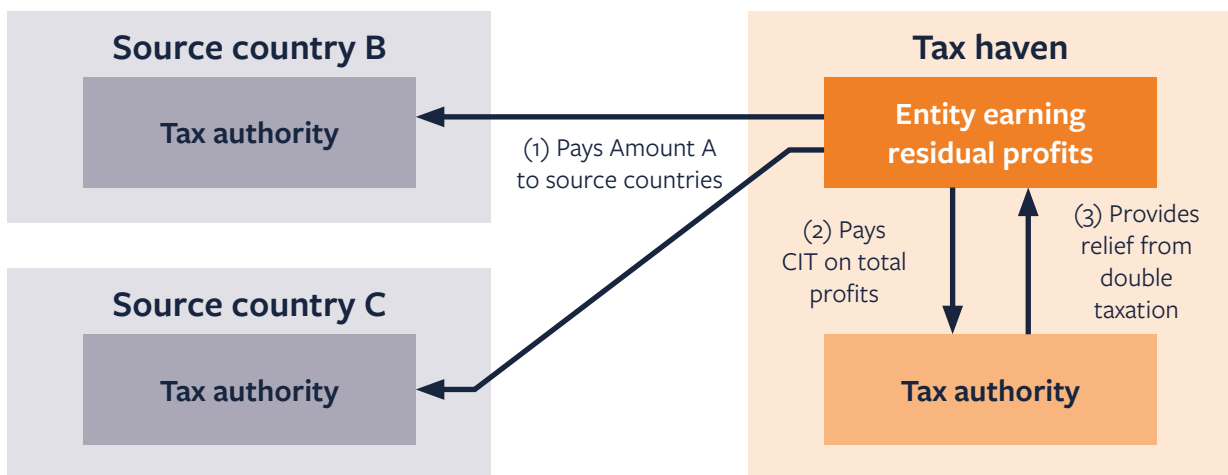 Source country B
Tax authority
(1) Pays Amount A
to source countries
Source country C
Tax authority
Tax haven
Entity earning
residual profits
(2) Pays
CIT on total
profits
(3) Provides
relief from
double
taxation
Tax authority